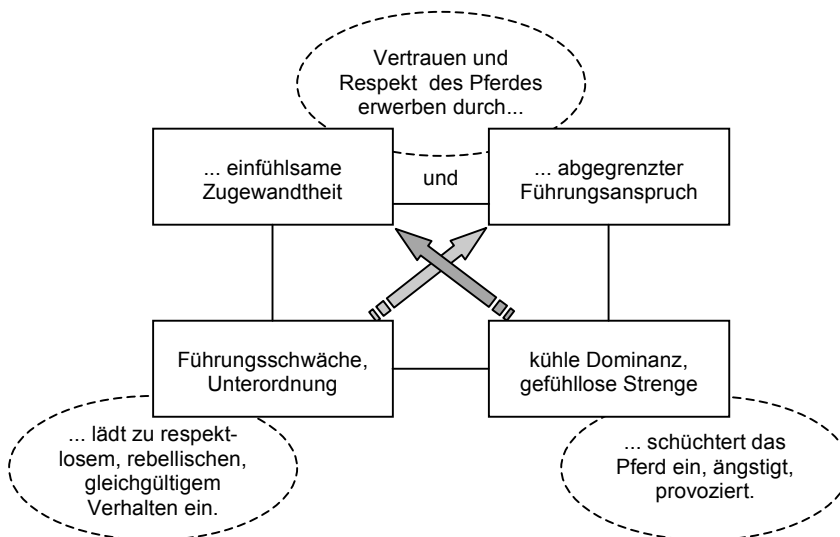 Vertrauen und
Respekt des Pferdes
erwerben durch...
... einfühlsame
Zugewandtheit
und
... abgegrenzter
Führungsanspruch
Führungsschwäche,
Unterordnung
kühle Dominanz,
gefühllose Strenge
... lädt zu respekt-
losem, rebellischen,
gleichgültigem
Verhalten ein.
... schüchtert das
Pferd ein, ängstigt,
provoziert.